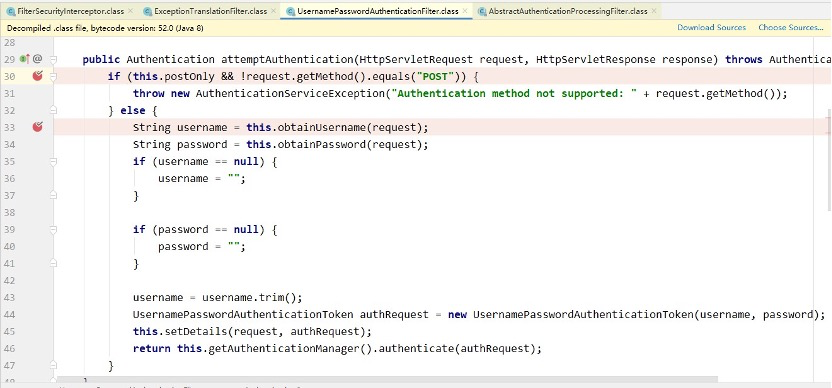 FilterSecurityInterceptor.class × ExceptionTranslationFilter.class × UsernamePasswordAuthenticationFilter.class × AbstractAuthenticationProcessingFilter.class ×
Decompiled .class file, bytecode version: 52.0 (Java 8) Download Sources Choose Sources...
28
29 @ public Authentication attemptAuthentication(HttpServletRequest request, HttpServletResponse response) throws Authentica
30 if (this.postOnly && !request.getMethod().equals("POST")) {
31 throw new AuthenticationServiceException("Authentication method not supported: " + request.getMethod());
32 } else {
33 String username = this.obtainUsername(request);
34 String password = this.obtainPassword(request);
35 if (username == null) {
36 username = "";
37 }
38
39 if (password == null) {
40 password = "";
41 }
42
43 username = username.trim();
44 UsernamePasswordAuthenticationToken authRequest = new UsernamePasswordAuthenticationToken(username, password);
45 this.setDetails(request, authRequest);
46 return this.getAuthenticationManager().authenticate(authRequest);
47 }
48 }